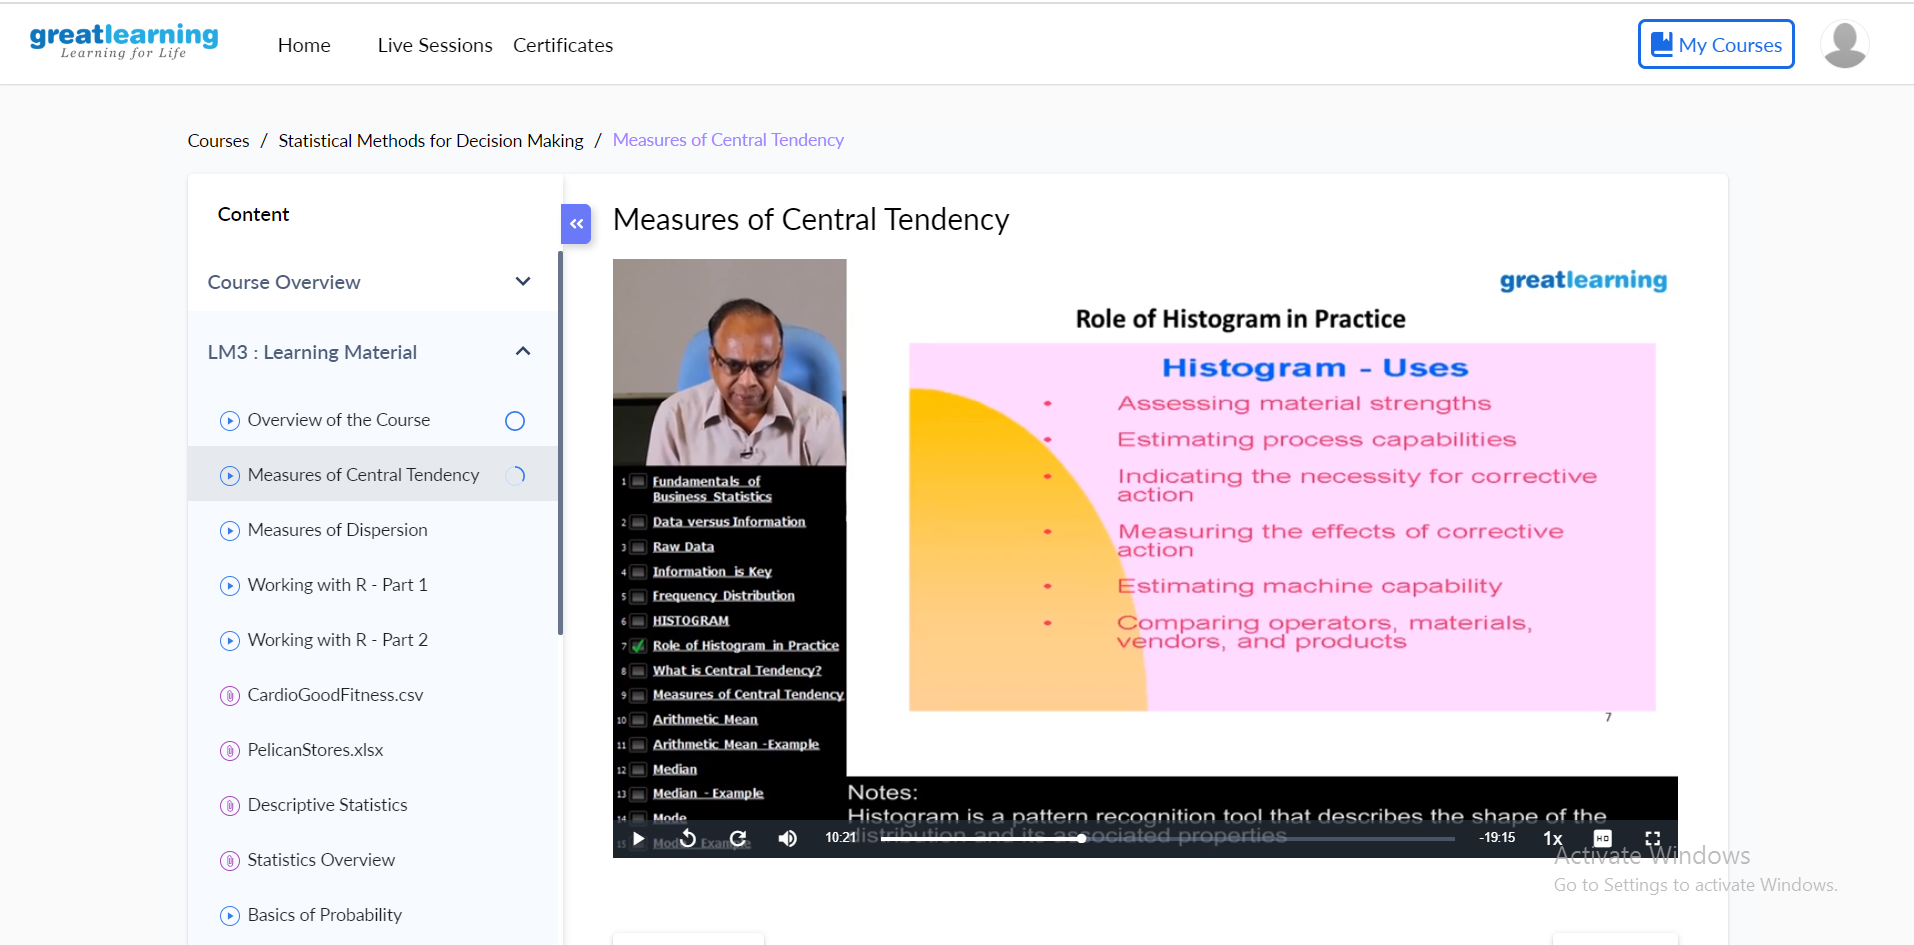 greatlearning
Learning for Life
Home
Live Sessions
Certificates
My Courses
Courses / Statistical Methods for Decision Making / Measures of Central Tendency
Content
Course Overview
LM3 : Learning Material
Overview of the Course
Measures of Central Tendency
Measures of Dispersion
Working with R - Part 1
Working with R - Part 2
CardioGoodFitness.csv
PelicanStores.xlsx
Descriptive Statistics
Statistics Overview
Basics of Probability
«
Measures of Central Tendency
1 Fundamentals of
Business Statistics
2 Data versus Information
3 Raw Data
4 Information is Key
5 Frequency Distribution
6 HISTOGRAM
7 Role of Histogram in Practice
8 What is Central Tendency?
9 Measures of Central Tendency
10 Arithmetic Mean
11 Arithmetic Mean -Example
12 Median
13 Median - Example
14 Mode
15 Mode Example
greatlearning
Role of Histogram in Practice
Histogram - Uses
• Assessing material strengths
• Estimating process capabilities
• Indicating the necessity for corrective
action
• Measuring the effects of corrective
action
• Estimating machine capability
• Comparing operators, materials,
vendors, and products
7
Notes:
Histogram is a pattern recognition tool that describes the shape of the
distribution and its associated properties
10:21
-19:15
1x
HD
Activate Windows
Go to Settings to activate Windows.